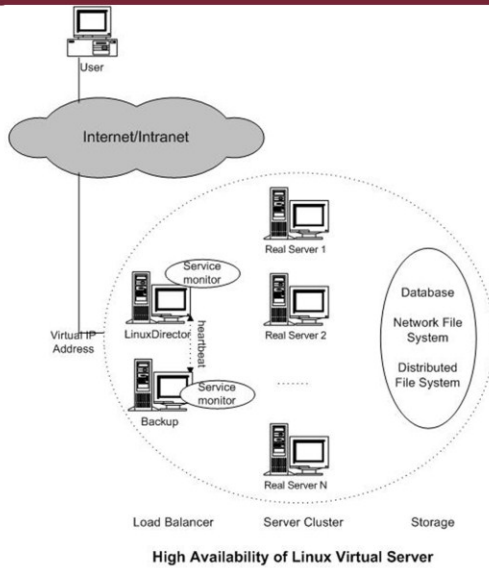 User
Internet/Intranet
Real Server 1
Service
monitor
LinuxDirector
Virtual IP
Address
heartbeat
Real Server 2
Service
monitor
Backup
......
Real Server N
Database
Network File
System
Distributed
File System
Load Balancer
Server Cluster
Storage
High Availability of Linux Virtual Server